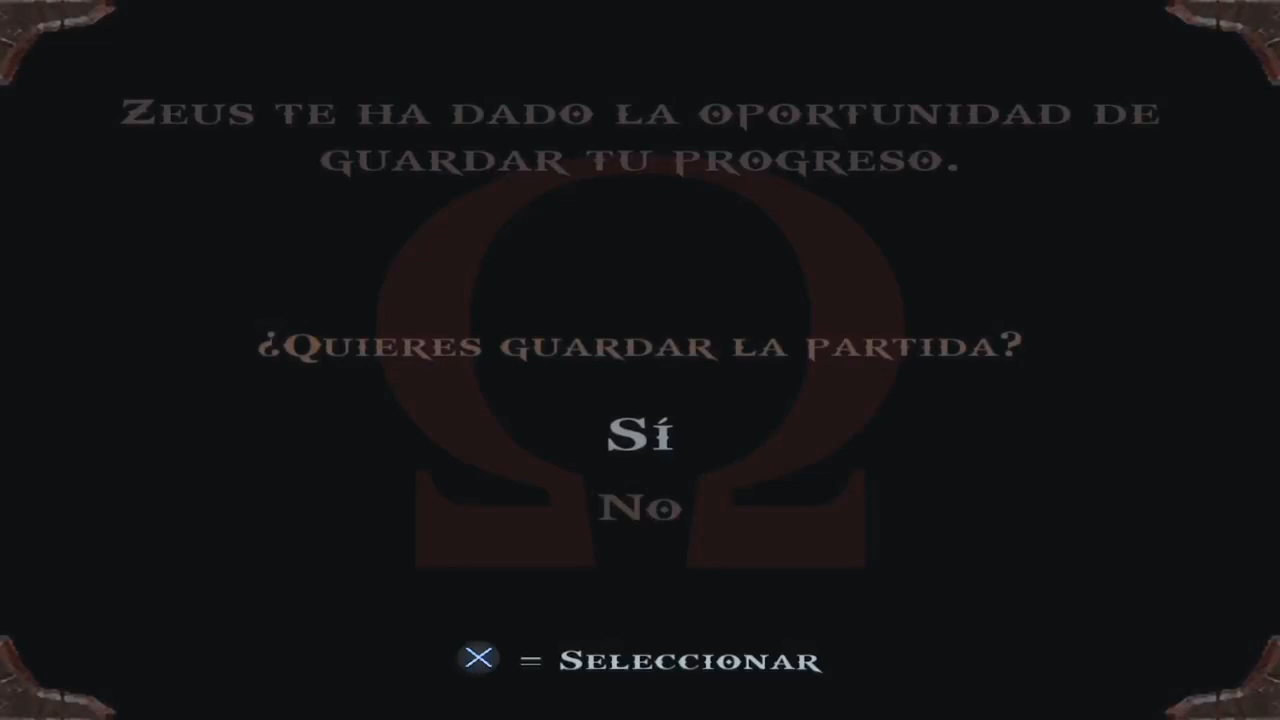 Zeus te ha dado la oportunidad de
guardar tu progreso.
¿Quieres guardar la partida?
Sí
No
= Seleccionar